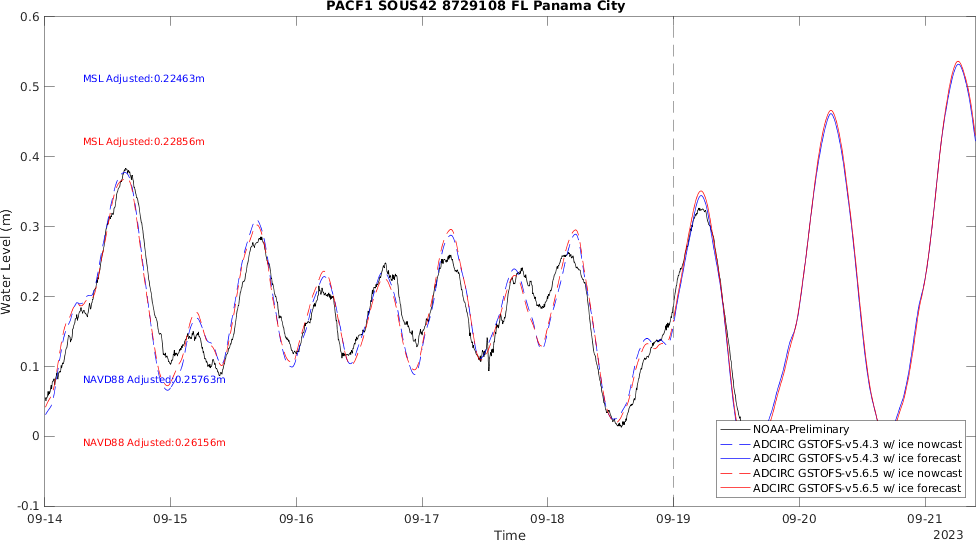 PACF1 SOUS42 8729108 FL Panama City
0.6
0.5
0.4
0.3
0.2
0.1
0
-0.1
Water Level (m)
MSL Adjusted:0.22463m
MSL Adjusted:0.22856m
NAVD88 Adjusted:0.25763m
NAVD88 Adjusted:0.26156m
NOAA-Preliminary
ADCIRC GSTOFS-v5.4.3 w/ ice nowcast
ADCIRC GSTOFS-v5.4.3 w/ ice forecast
ADCIRC GSTOFS-v5.6.5 w/ ice nowcast
ADCIRC GSTOFS-v5.6.5 w/ ice forecast
09-14 09-15 09-16 09-17 09-18 09-19 09-20 09-21
Time
2023